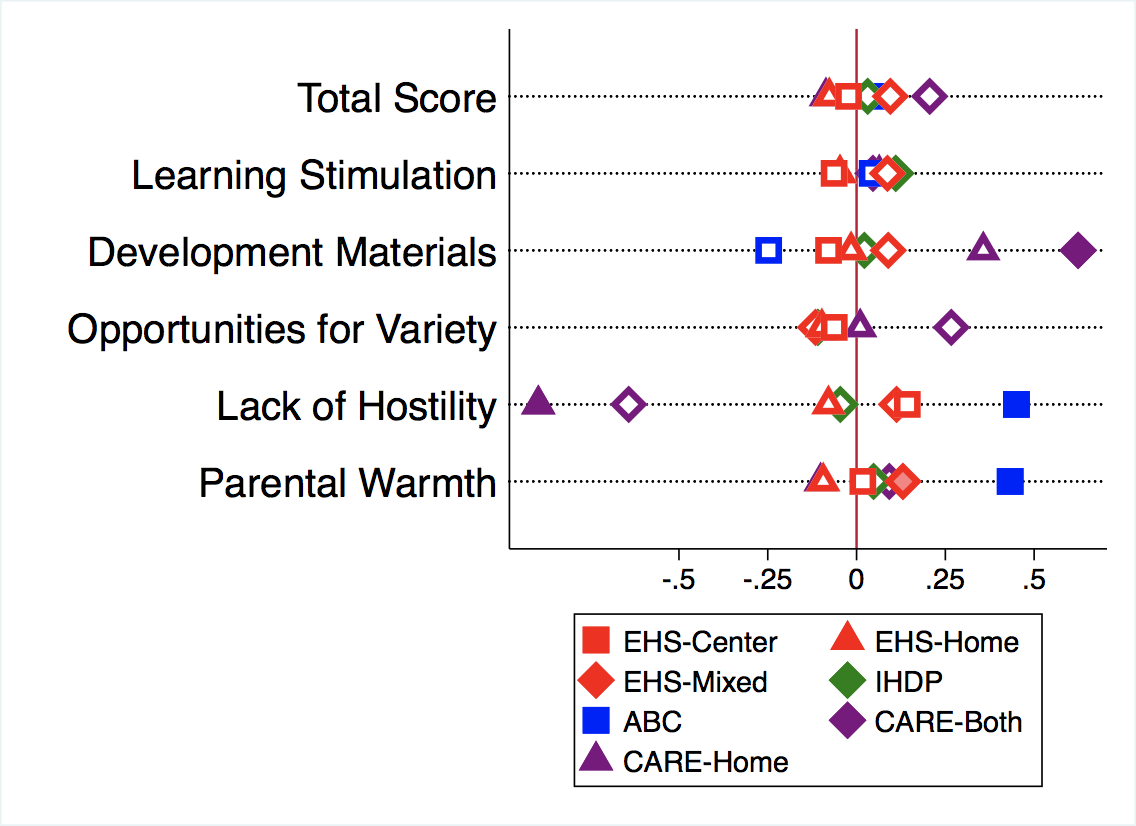 Total Score
Learning Stimulation
Development Materials
Opportunities for Variety
Lack of Hostility
Parental Warmth
-.5 -.25 0 .25 .5
EHS-Center EHS-Home
EHS-Mixed IHDP
ABC CARE-Both
CARE-Home